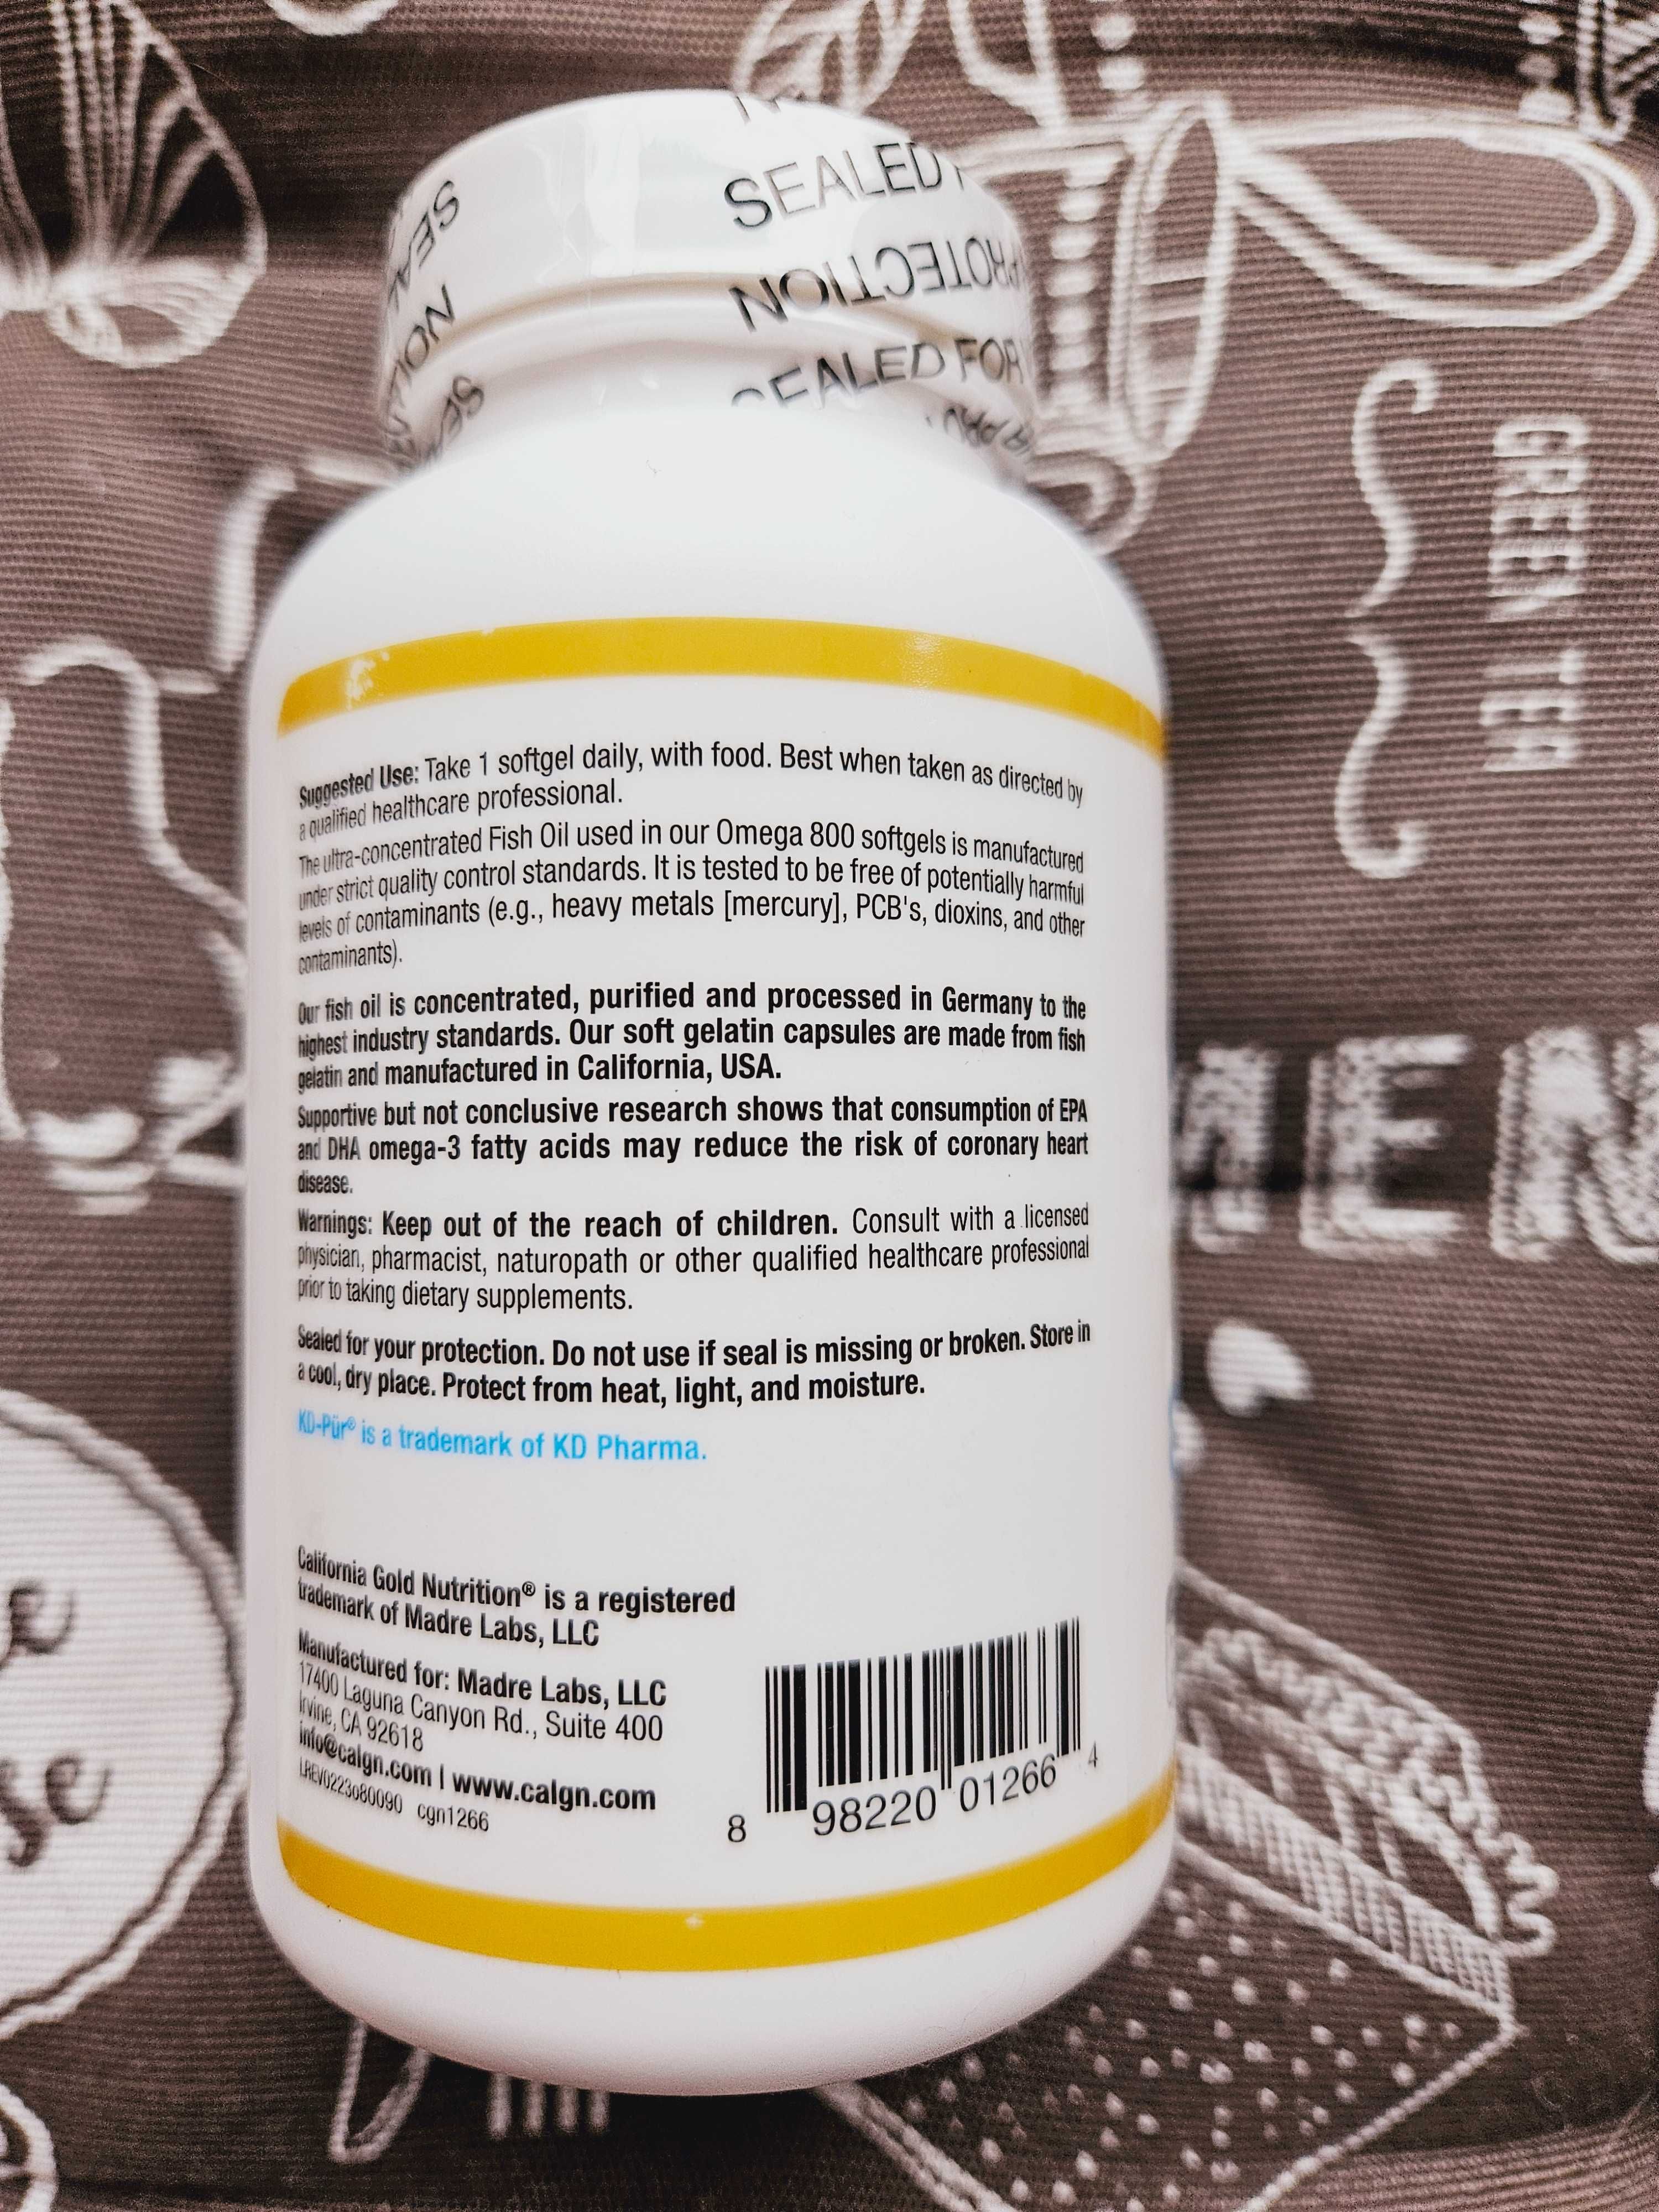 SEALED
PROTECTION
SEALED FOR
Suggested Use: Take 1 softgel daily, with food. Best when taken as directed by
a qualified healthcare professional.
The ultra-concentrated Fish Oil used in our Omega 800 softgels is manufactured
under strict quality control standards. It is tested to be free of potentially harmful
levels of contaminants (e.g., heavy metals [mercury], PCB's, dioxins, and other
contaminants).
Our fish oil is concentrated, purified and processed in Germany to the
highest industry standards. Our soft gelatin capsules are made from fish
gelatin and manufactured in California, USA.
Supportive but not conclusive research shows that consumption of EPA
and DHA omega-3 fatty acids may reduce the risk of coronary heart
disease.
Warnings: Keep out of the reach of children. Consult with a licensed
physician, pharmacist, naturopath or other qualified healthcare professional
prior to taking dietary supplements.
Sealed for your protection. Do not use if seal is missing or broken. Store in
a cool, dry place. Protect from heat, light, and moisture.
KD-Pür® is a trademark of KD Pharma.
California Gold Nutrition® is a registered
trademark of Madre Labs, LLC
Manufactured for: Madre Labs, LLC
17400 Laguna Canyon Rd., Suite 400
Irvine, CA 92618
info@calgn.com | www.calgn.com
LREV0223o80090 cgn1266
8 98220 01266 4
GREEN TEA